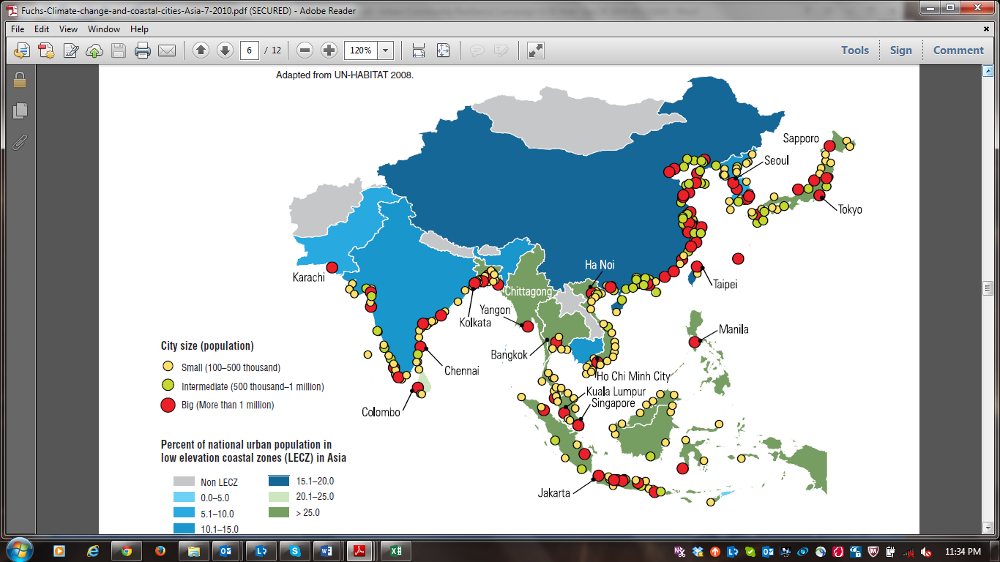 Fuchs-Climate-change-and-coastal-cities-Asia-7-2010.pdf (SECURED) - Adobe Reader
File Edit View Window Help
6 / 12 120% Tools Sign Comment
Adapted from UN-HABITAT 2008.
Sapporo
Seoul
Tokyo
Ha Noi
Karachi
Taipei
Chittagong
Yangon
Kolkata
Manila
Bangkok
Chennai
Ho Chi Minh City
Kuala Lumpur
Singapore
Colombo
Jakarta
City size (population)
Small (100–500 thousand)
Intermediate (500 thousand–1 million)
Big (More than 1 million)
Percent of national urban population in
low elevation coastal zones (LECZ) in Asia
Non LECZ 15.1–20.0
0.0–5.0 20.1–25.0
5.1–10.0 > 25.0
10.1–15.0
11:34 PM